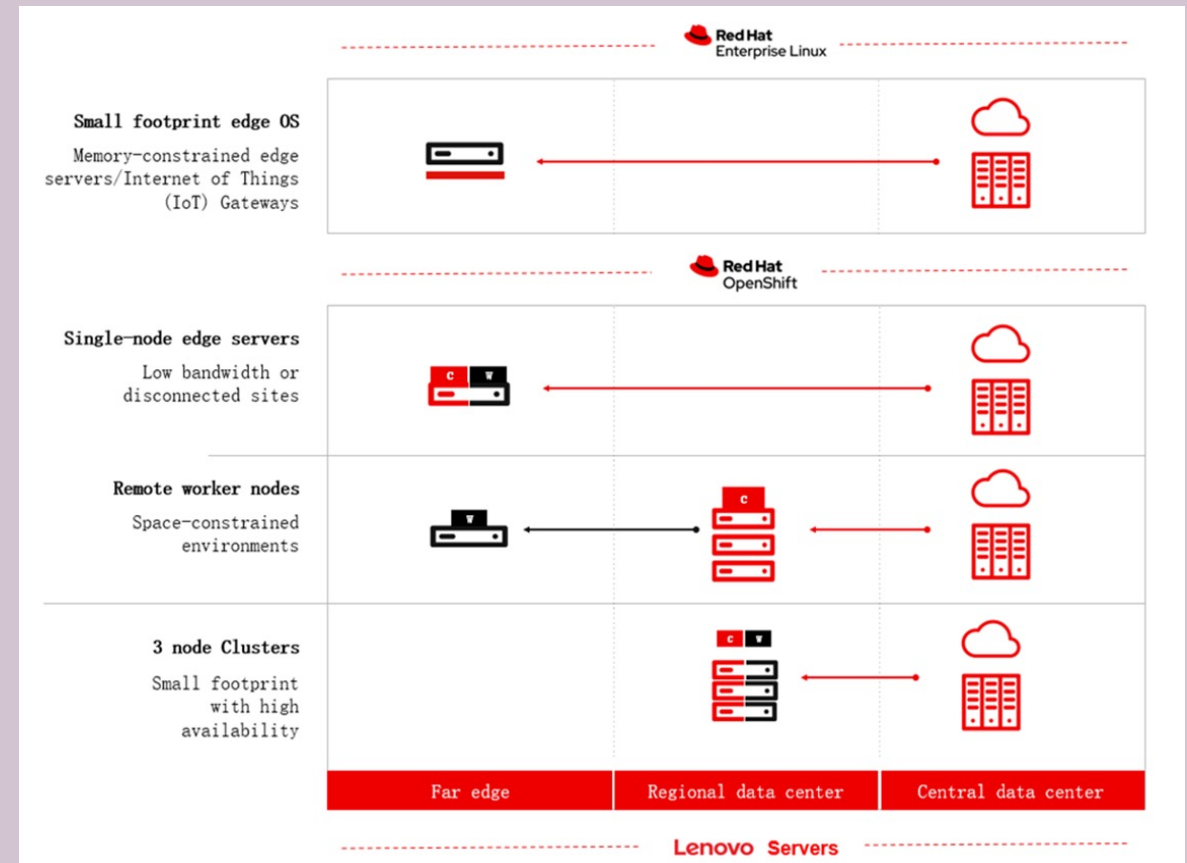 Red Hat
Enterprise Linux
Small footprint edge OS
Memory-constrained edge
servers/Internet of Things
(IoT) Gateways
Red Hat
OpenShift
Single-node edge servers
Low bandwidth or
disconnected sites
C W
Remote worker nodes
Space-constrained
environments
W
C
3 node Clusters
Small footprint
with high
availability
C W
Far edge
Regional data center
Central data center
Lenovo Servers